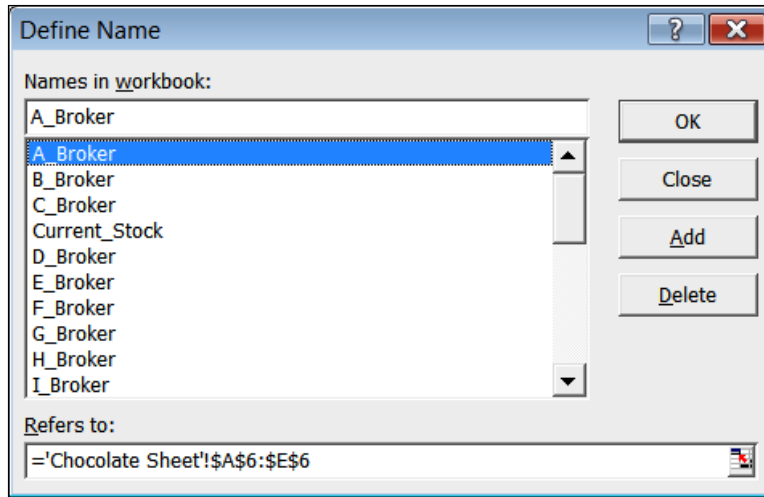 Define Name
Names in workbook:
A_Broker
OK
A_Broker
B_Broker
Close
C_Broker
Current_Stock
Add
D_Broker
E_Broker
Delete
F_Broker
G_Broker
H_Broker
I_Broker
Refers to:
='Chocolate Sheet'!$A$6:$E$6